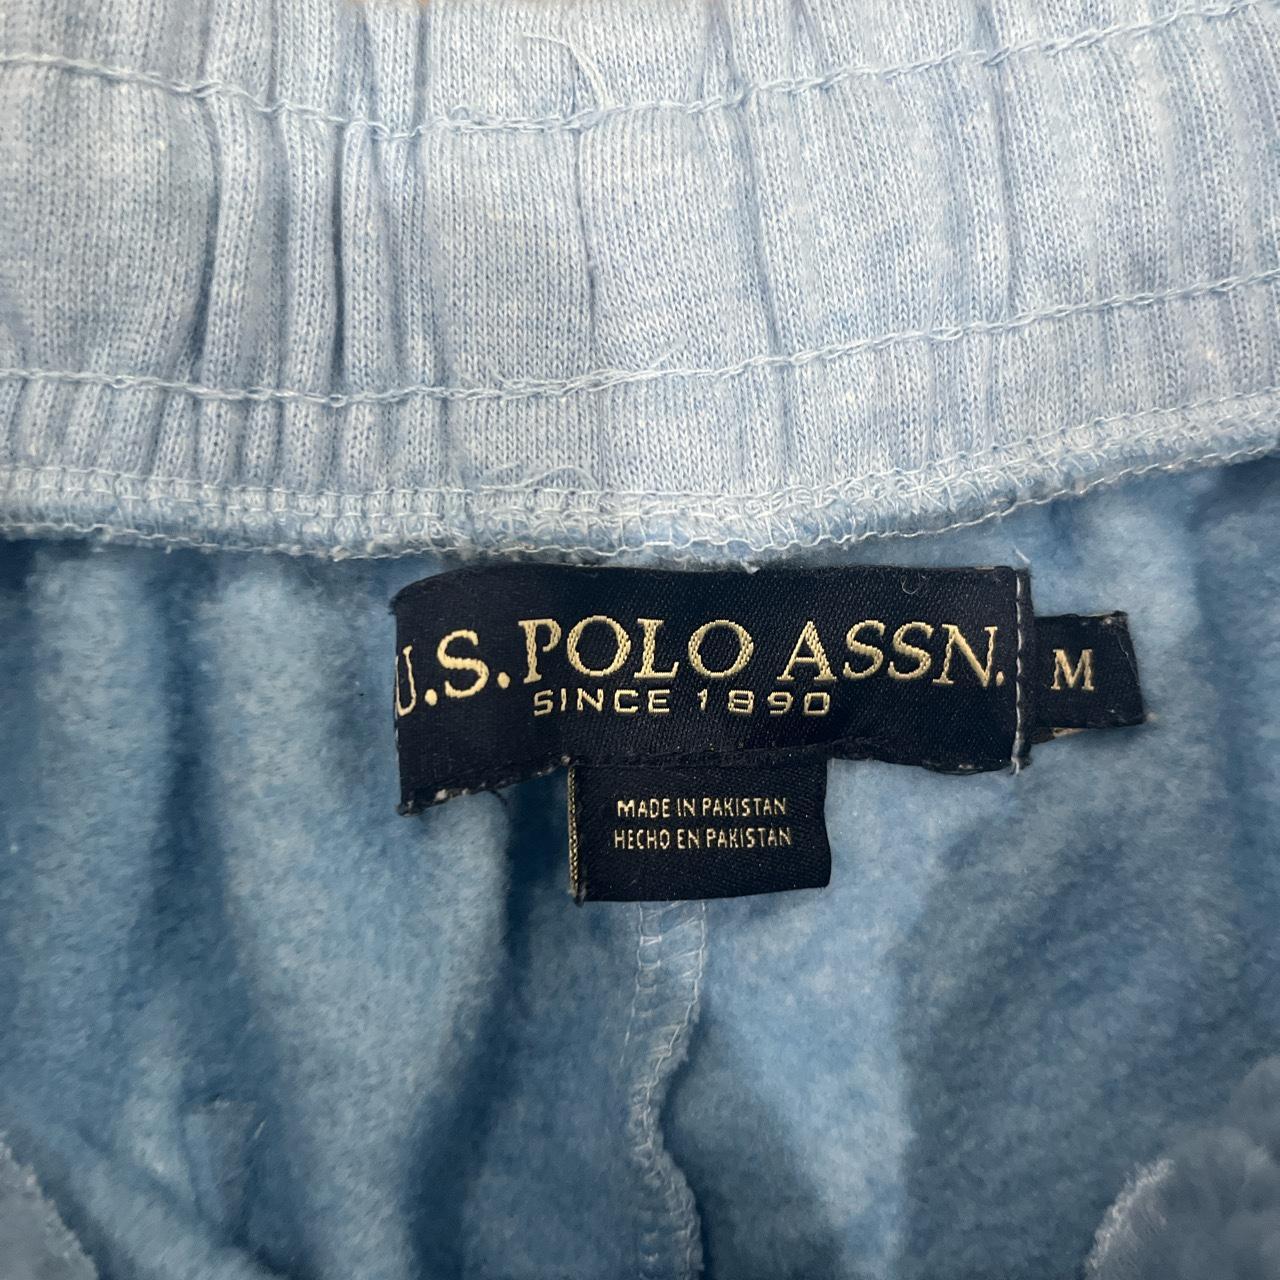 U.S. POLO ASSN.
SINCE 1890
M
MADE IN PAKISTAN
HECHO EN PAKISTAN